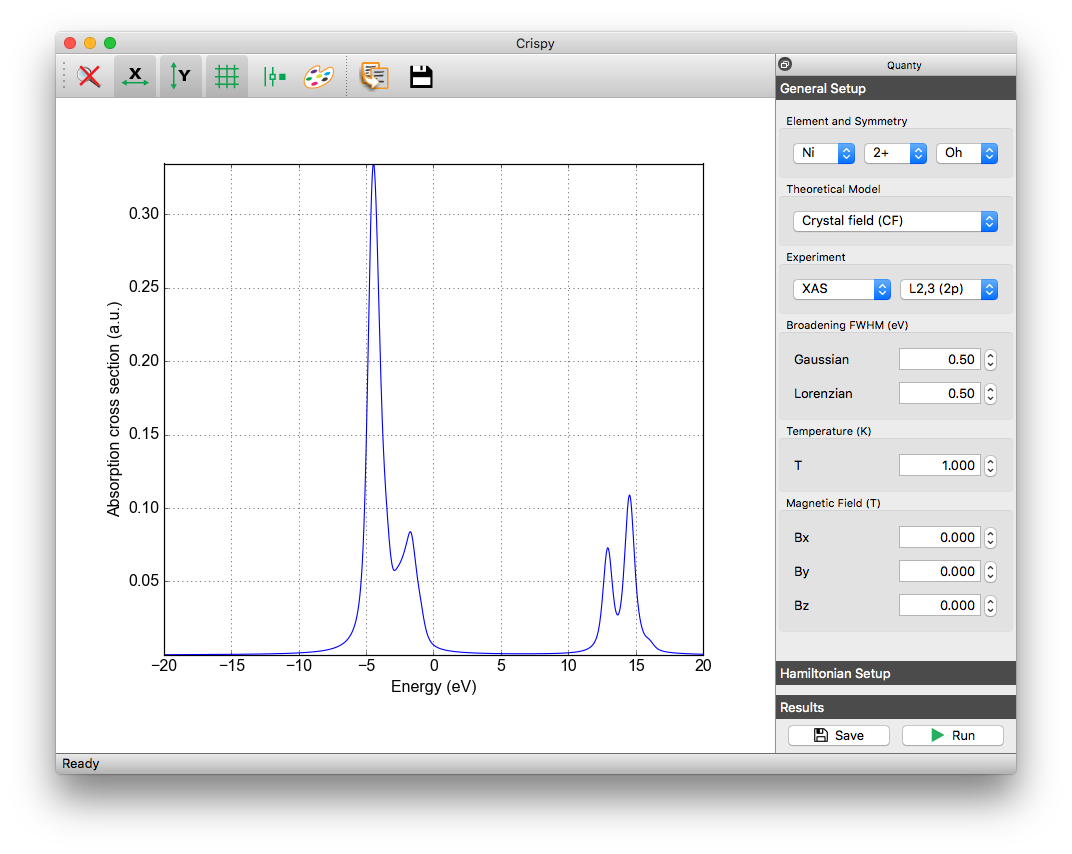 Crispy
X
Y
Quanty
General Setup
Element and Symmetry
Ni 2+ Oh
Theoretical Model
Crystal field (CF)
Experiment
XAS L2,3 (2p)
Broadening FWHM (eV)
Gaussian 0.50
Lorenzian 0.50
Temperature (K)
T 1.000
Magnetic Field (T)
Bx 0.000
By 0.000
Bz 0.000
Hamiltonian Setup
Results
Save Run
Absorption cross section (a.u.)
0.30
0.25
0.20
0.15
0.10
0.05
−20 −15 −10 −5 0 5 10 15 20
Energy (eV)
Ready